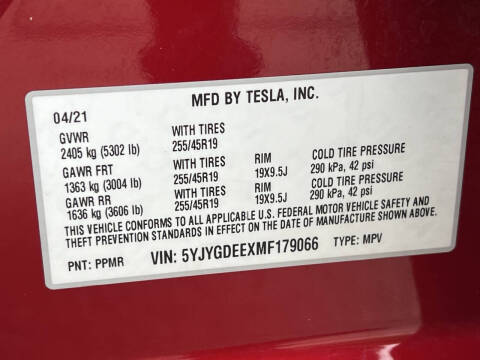 MFD BY TESLA, INC.
04/21
GVWR WITH TIRES
2405 kg (5302 lb) 255/45R19
GAWR FRT WITH TIRES RIM COLD TIRE PRESSURE
1363 kg (3004 lb) 255/45R19 19X9.5J 290 kPa, 42 psi
GAWR RR WITH TIRES RIM COLD TIRE PRESSURE
1636 kg (3606 lb) 255/45R19 19X9.5J 290 kPa, 42 psi
THIS VEHICLE CONFORMS TO ALL APPLICABLE U.S. FEDERAL MOTOR VEHICLE SAFETY AND
THEFT PREVENTION STANDARDS IN EFFECT ON THE DATE OF MANUFACTURE SHOWN ABOVE.
PNT: PPMR VIN: 5YJYGDEEXMF179066 TYPE: MPV